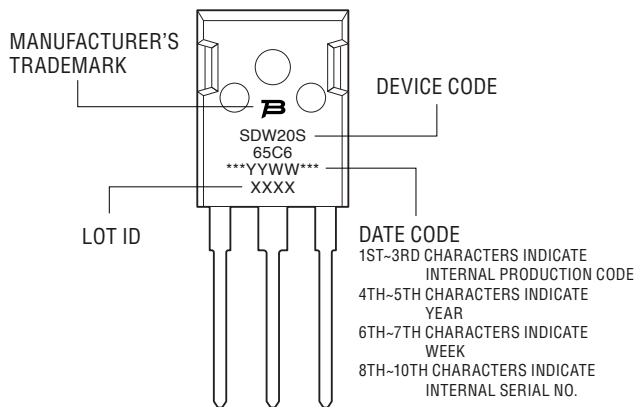 MANUFACTURER'S
TRADEMARK
DEVICE CODE
SDW20S
65C6
***YYWW***
XXXX
LOT ID
DATE CODE
1ST~3RD CHARACTERS INDICATE
INTERNAL PRODUCTION CODE
4TH~5TH CHARACTERS INDICATE
YEAR
6TH~7TH CHARACTERS INDICATE
WEEK
8TH~10TH CHARACTERS INDICATE
INTERNAL SERIAL NO.